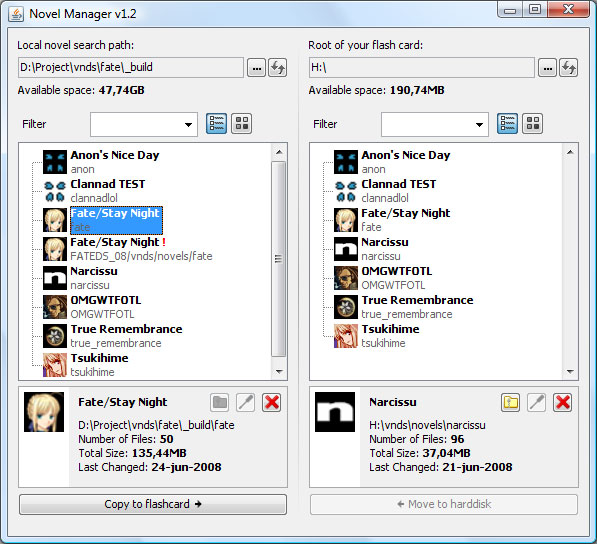 Novel Manager v1.2
Local novel search path:
D:\Project\vnds\fate\_build
...
Available space: 47,74GB
Filter
Anon's Nice Day
anon
Clannad TEST
clannadlol
Fate/Stay Night
fate
Fate/Stay Night !
FATEDS_08/vnds/novels/fate
Narcissu
narcissu
OMGWTFOTL
OMGWTFOTL
True Remembrance
true_remembrance
Tsukihime
tsukihime
Fate/Stay Night
D:\Project\vnds\fate\_build\fate
Number of Files: 50
Total Size: 135,44MB
Last Changed: 24-jun-2008
Copy to flashcard →
Root of your flash card:
H:\
...
Available space: 190,74MB
Filter
Anon's Nice Day
anon
Clannad TEST
clannadlol
Fate/Stay Night
fate
Narcissu
narcissu
OMGWTFOTL
OMGWTFOTL
True Remembrance
true_remembrance
Tsukihime
tsukihime
n
Narcissu
H:\vnds\novels\narcissu
Number of Files: 96
Total Size: 37,04MB
Last Changed: 21-jun-2008
← Move to harddisk